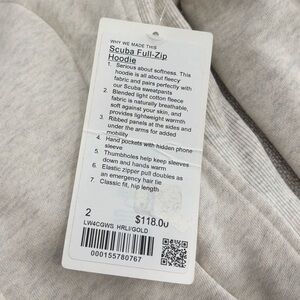 WHY WE MADE THIS
Scuba Full-Zip
Hoodie
1. Serious about softness. This
hoodie is all about fleecy
fabric and pairs perfectly with
our Scuba sweatpants
2. Blended light cotton fleece
fabric is naturally breathable,
soft against your skin, and
provides lightweight warmth
3. Ribbed panels at the sides and
under the arms for added
mobility
4. Hand pockets with hidden phone
sleeve
5. Thumbholes help keep sleeves
down and hands warm
6. Elastic zipper pull doubles as
an emergency hair tie
7. Classic fit, hip length
2
$118.00
LW4CGWS HRLI/GOLD
000155780767